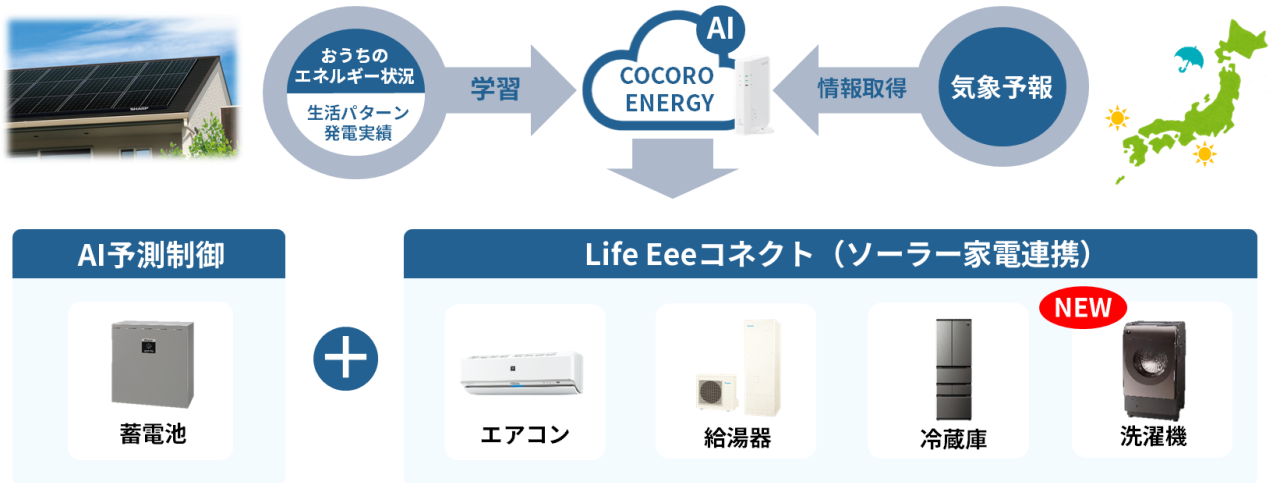 SHARP
おうちの
エネルギー状況
生活パターン
発電実績
学習
AI
COCORO
ENERGY
情報取得
気象予報
AI予測制御
蓄電池
Life Eeeコネクト（ソーラー家電連携）
エアコン
給湯器
冷蔵庫
NEW
洗濯機